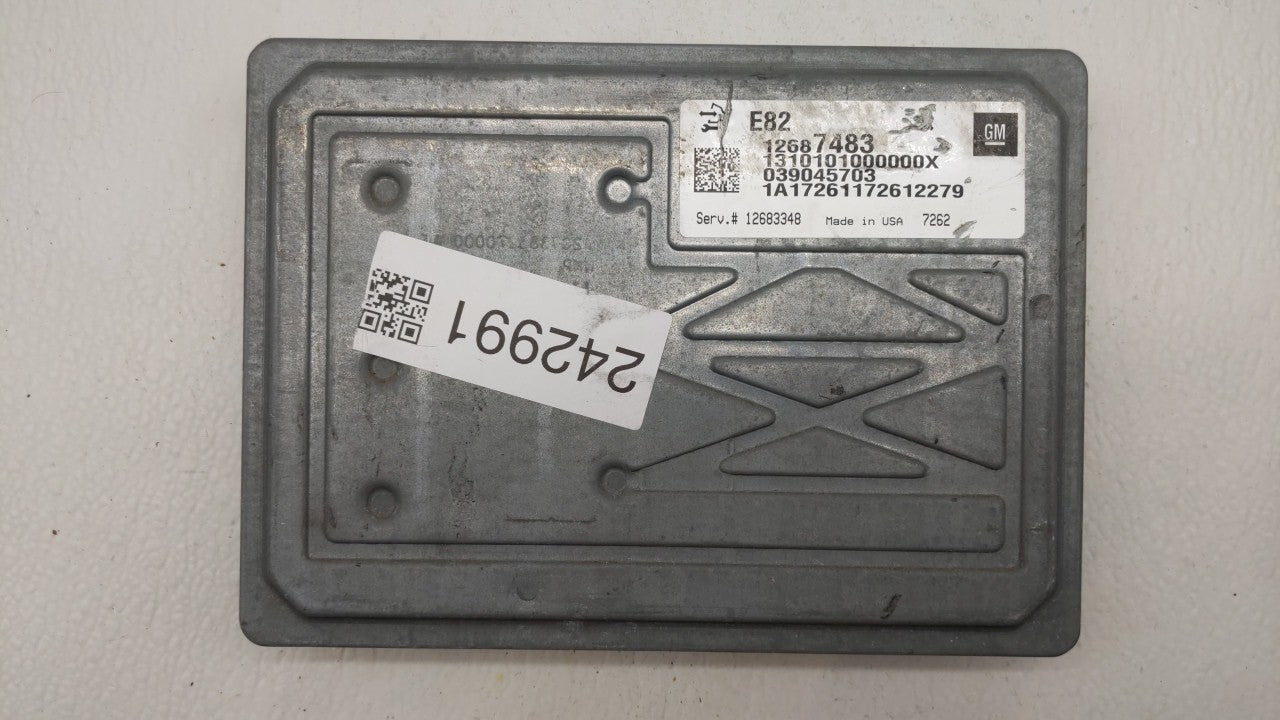 E82
GM
12687483
1310101000000X
039045703
1A17261172612279
Serv.# 12683348 Made in USA 7262
242991